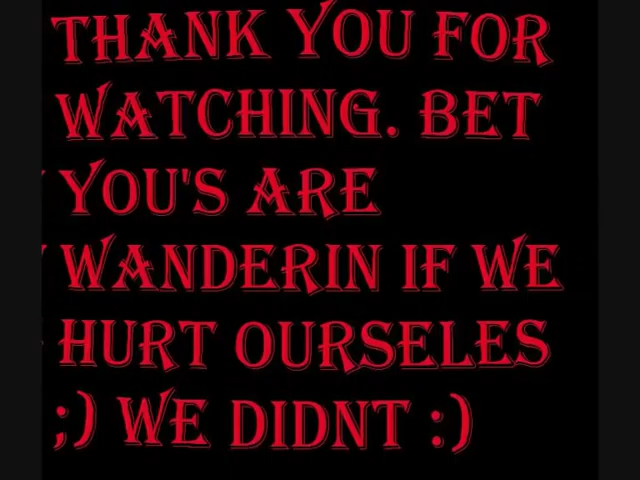 THANK YOU FOR
WATCHING. BET
YOU'S ARE
WANDERIN IF WE
HURT OURSELES
;) WE DIDNT :)